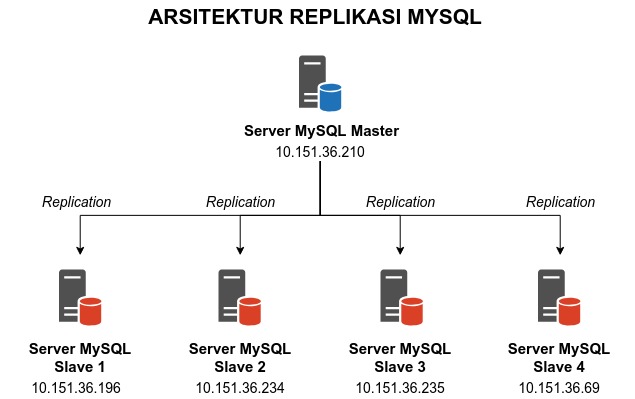 ARSITEKTUR REPLIKASI MYSQL
Server MySQL Master
10.151.36.210
Replication
Replication
Replication
Replication
Server MySQL
Slave 1
10.151.36.196
Server MySQL
Slave 2
10.151.36.234
Server MySQL
Slave 3
10.151.36.235
Server MySQL
Slave 4
10.151.36.69